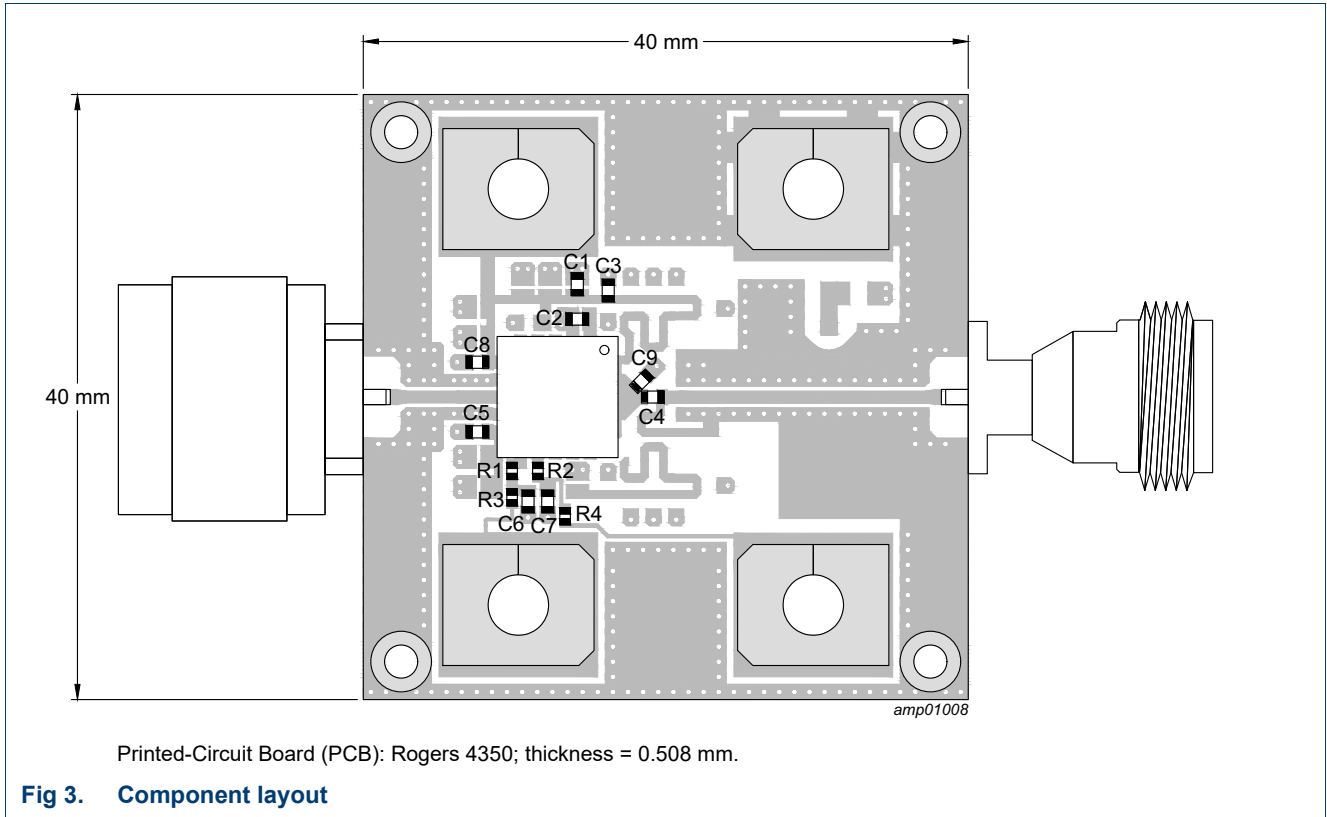 40 mm
C1 C3
C2
C8
C9
40 mm
C4
C5
R1 R2
R3
C6 C7 R4
amp01008
Printed-Circuit Board (PCB): Rogers 4350; thickness = 0.508 mm.
Fig 3. Component layout